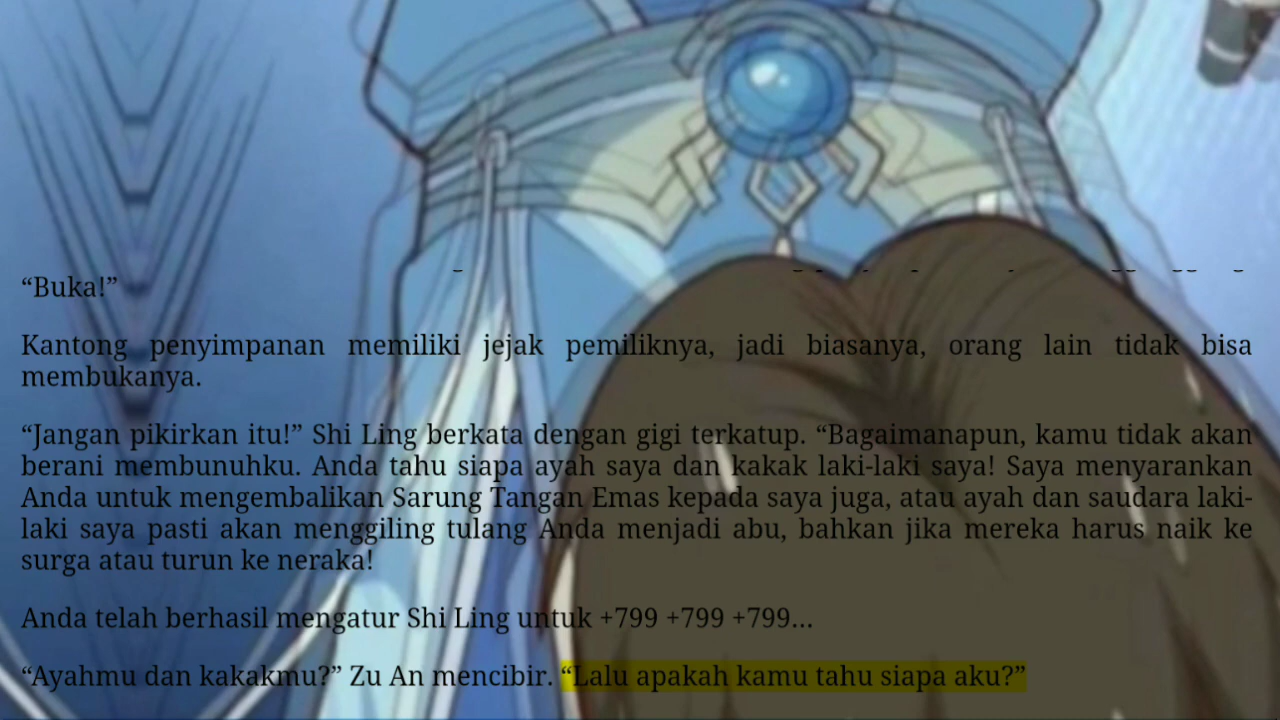 “Buka!”
Kantong penyimpanan memiliki jejak pemiliknya, jadi biasanya, orang lain tidak bisa
membukanya.
“Jangan pikirkan itu!” Shi Ling berkata dengan gigi terkatup. “Bagaimanapun, kamu tidak akan
berani membunuhku. Anda tahu siapa ayah saya dan kakak laki-laki saya! Saya menyarankan
Anda untuk mengembalikan Sarung Tangan Emas kepada saya juga, atau ayah dan saudara laki-
laki saya pasti akan menggiling tulang Anda menjadi abu, bahkan jika mereka harus naik ke
surga atau turun ke neraka!
Anda telah berhasil mengatur Shi Ling untuk +799 +799 +799...
“Ayahmu dan kakakmu?” Zu An mencibir. “Lalu apakah kamu tahu siapa aku?”